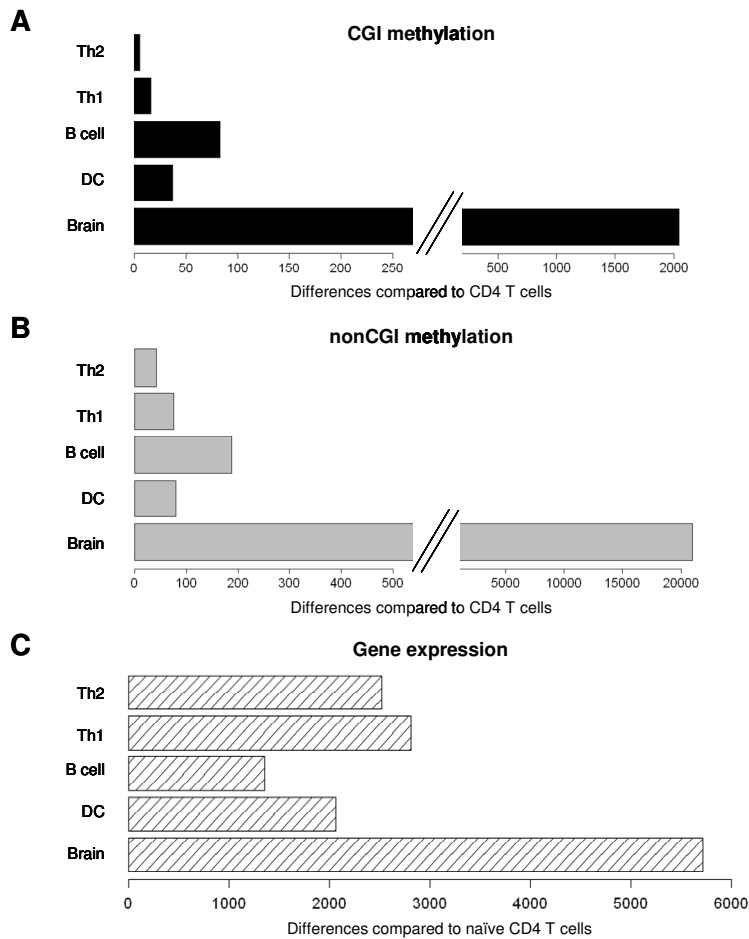 A
CGI methylation
Th2
Th1
B cell
DC
Brain
0 50 100 150 200 250 500 1000 1500 2000
Differences compared to CD4 T cells
B
nonCGI methylation
Th2
Th1
B cell
DC
Brain
0 100 200 300 400 500 5000 10000 15000 20000
Differences compared to CD4 T cells
C
Gene expression
Th2
Th1
B cell
DC
Brain
0 1000 2000 3000 4000 5000 6000
Differences compared to naïve CD4 T cells